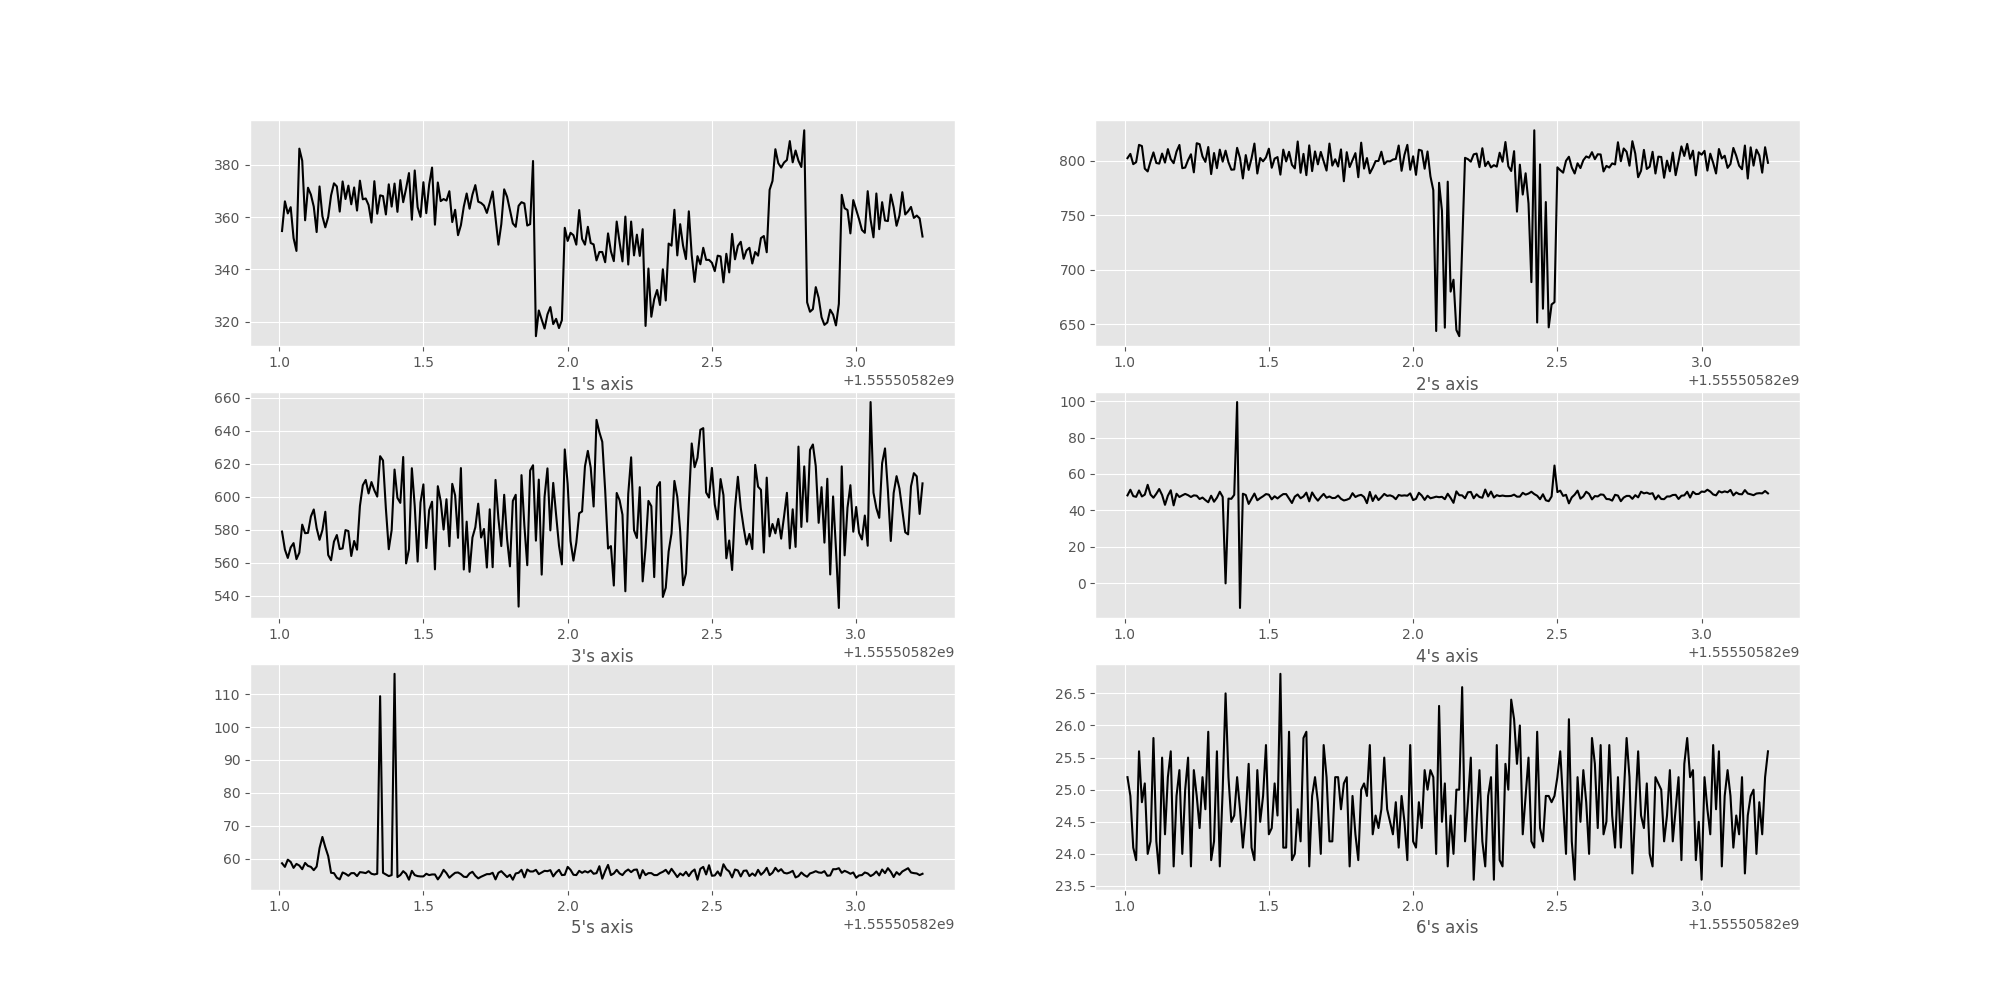 380
360
340
320
1.0 1.5 2.0 2.5 3.0
1's axis +1.55550582e9
800
750
700
650
1.0 1.5 2.0 2.5 3.0
2's axis +1.55550582e9
660
640
620
600
580
560
540
1.0 1.5 2.0 2.5 3.0
3's axis +1.55550582e9
100
80
60
40
20
0
1.0 1.5 2.0 2.5 3.0
4's axis +1.55550582e9
110
100
90
80
70
60
1.0 1.5 2.0 2.5 3.0
5's axis +1.55550582e9
26.5
26.0
25.5
25.0
24.5
24.0
23.5
1.0 1.5 2.0 2.5 3.0
6's axis +1.55550582e9